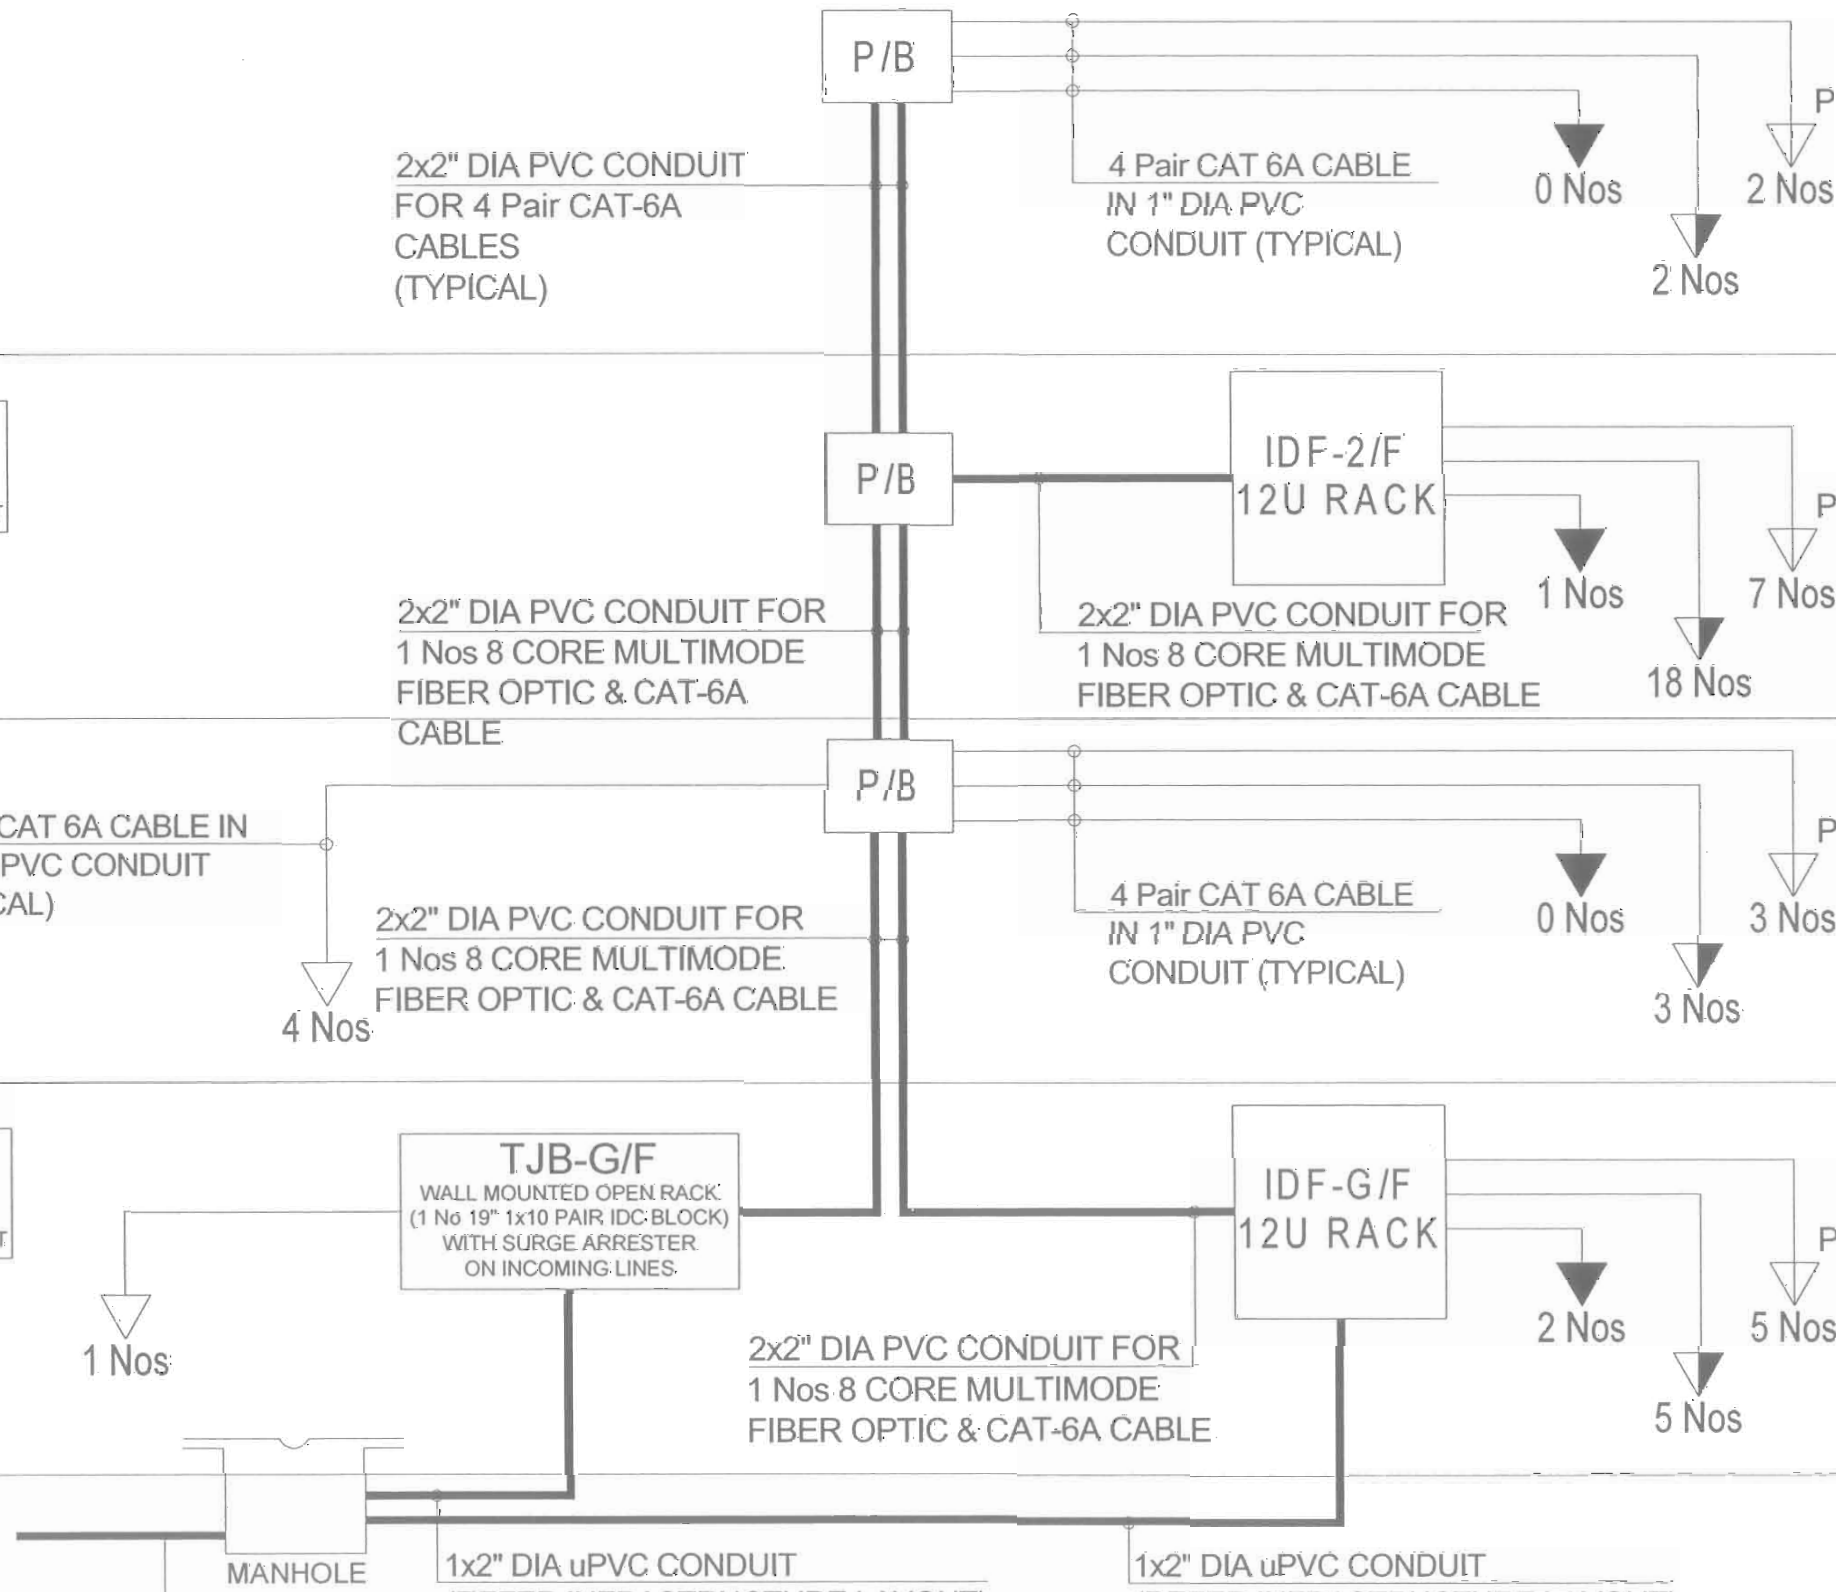 P/B
P
2x2" DIA PVC CONDUIT
FOR 4 Pair CAT-6A
CABLES
(TYPICAL)
4 Pair CAT 6A CABLE
IN 1" DIA PVC
CONDUIT (TYPICAL)
0 Nos
2 Nos
2 Nos
IDF-2/F
12U RACK
P/B
P
1 Nos
7 Nos
18 Nos
2x2" DIA PVC CONDUIT FOR
1 Nos 8 CORE MULTIMODE
FIBER OPTIC & CAT-6A
CABLE
2x2" DIA PVC CONDUIT FOR
1 Nos 8 CORE MULTIMODE
FIBER OPTIC & CAT-6A CABLE
P/B
P
CAT 6A CABLE IN
PVC CONDUIT
CAL)
4 Nos
2x2" DIA PVC CONDUIT FOR
1 Nos 8 CORE MULTIMODE
FIBER OPTIC & CAT-6A CABLE
4 Pair CAT 6A CABLE
IN 1" DIA PVC
CONDUIT (TYPICAL)
0 Nos
3 Nos
3 Nos
TJB-G/F
WALL MOUNTED OPEN RACK
(1 No 19" 1x10 PAIR IDC BLOCK)
WITH SURGE ARRESTER
ON INCOMING LINES
IDF-G/F
12U RACK
P
T
1 Nos
2 Nos
5 Nos
5 Nos
2x2" DIA PVC CONDUIT FOR
1 Nos 8 CORE MULTIMODE
FIBER OPTIC & CAT-6A CABLE
MANHOLE
1x2" DIA uPVC CONDUIT
1x2" DIA uPVC CONDUIT